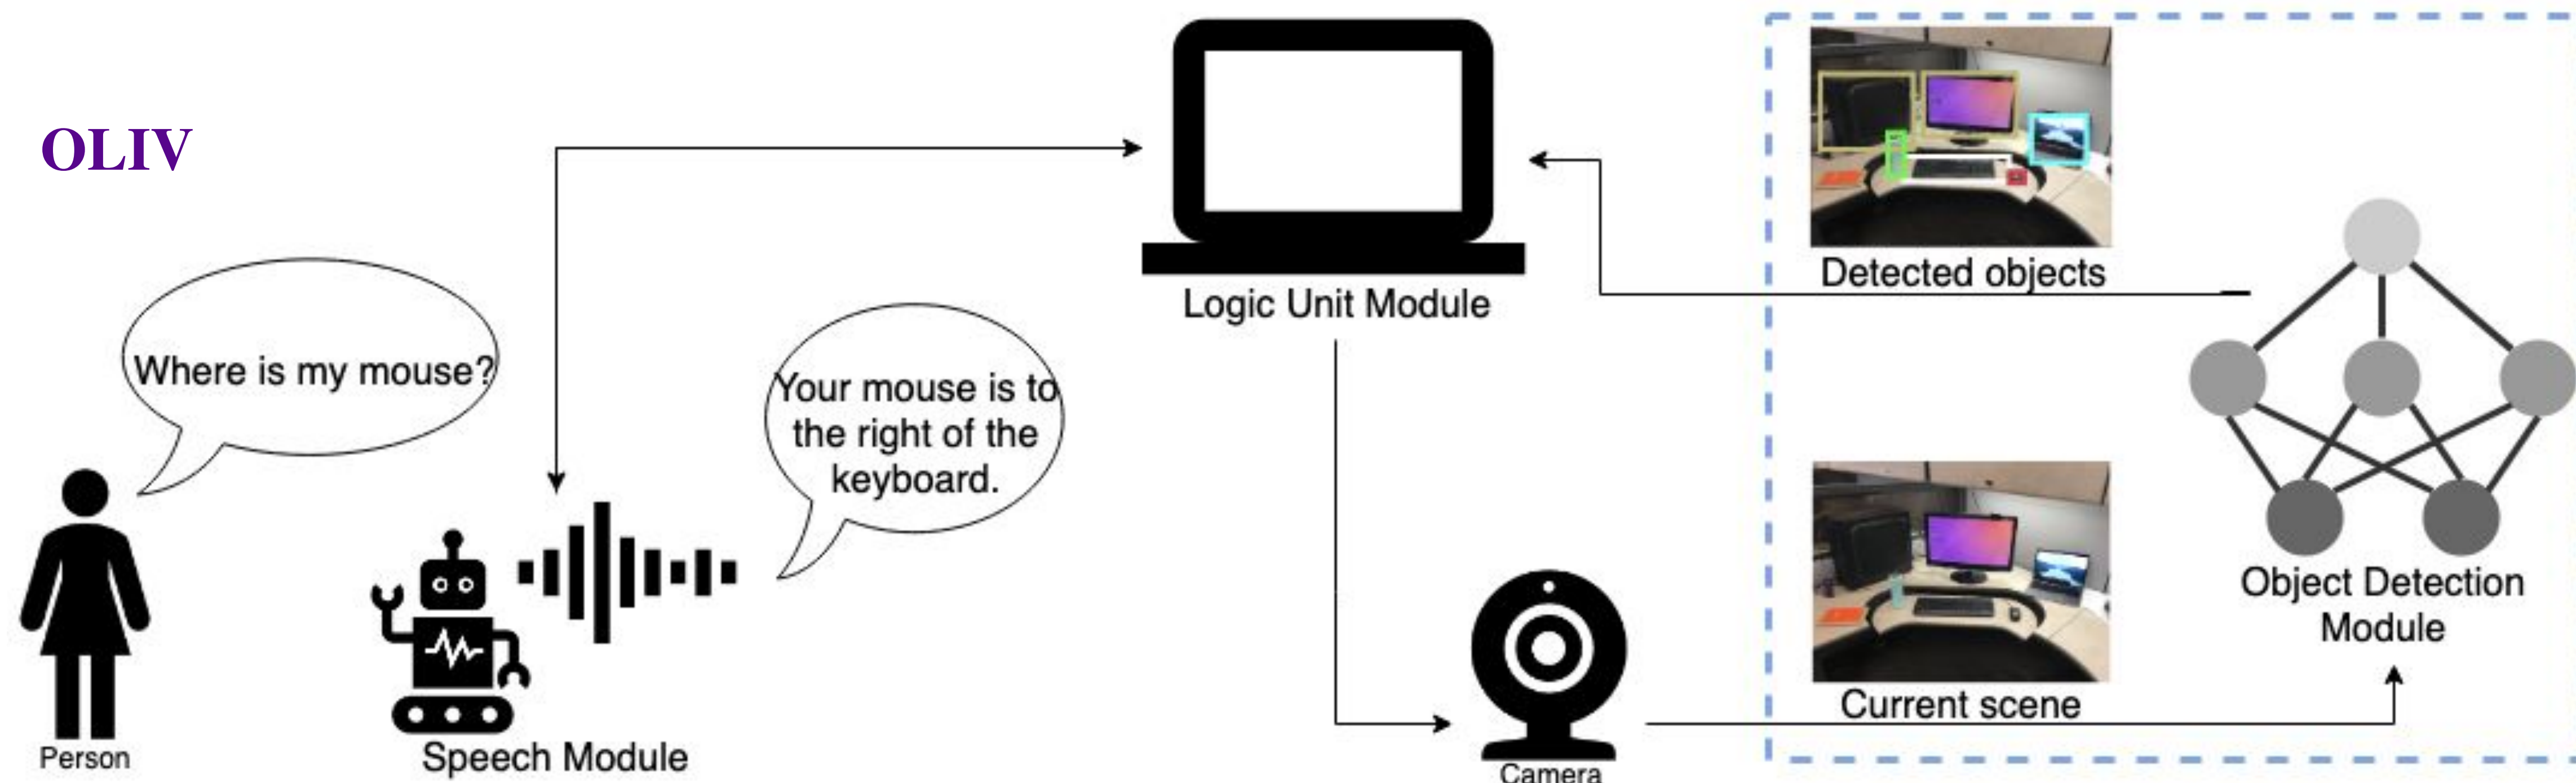 OLIV
Where is my mouse?
Your mouse is to
the right of the
keyboard.
Person
Speech Module
Logic Unit Module
Camera
Detected objects
Current scene
Object Detection
Module